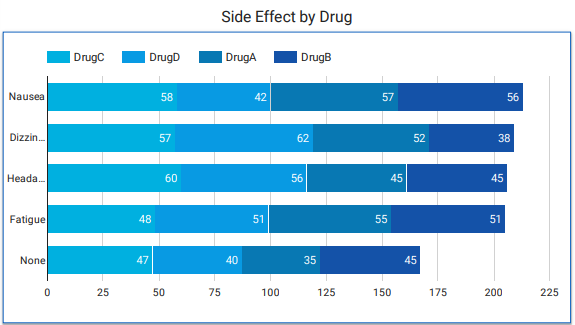 Side Effect by Drug
DrugC DrugD DrugA DrugB
Nausea 58 42 57 56
Dizzin... 57 62 52 38
Heada... 60 56 45 45
Fatigue 48 51 55 51
None 47 40 35 45
0 25 50 75 100 125 150 175 200 225